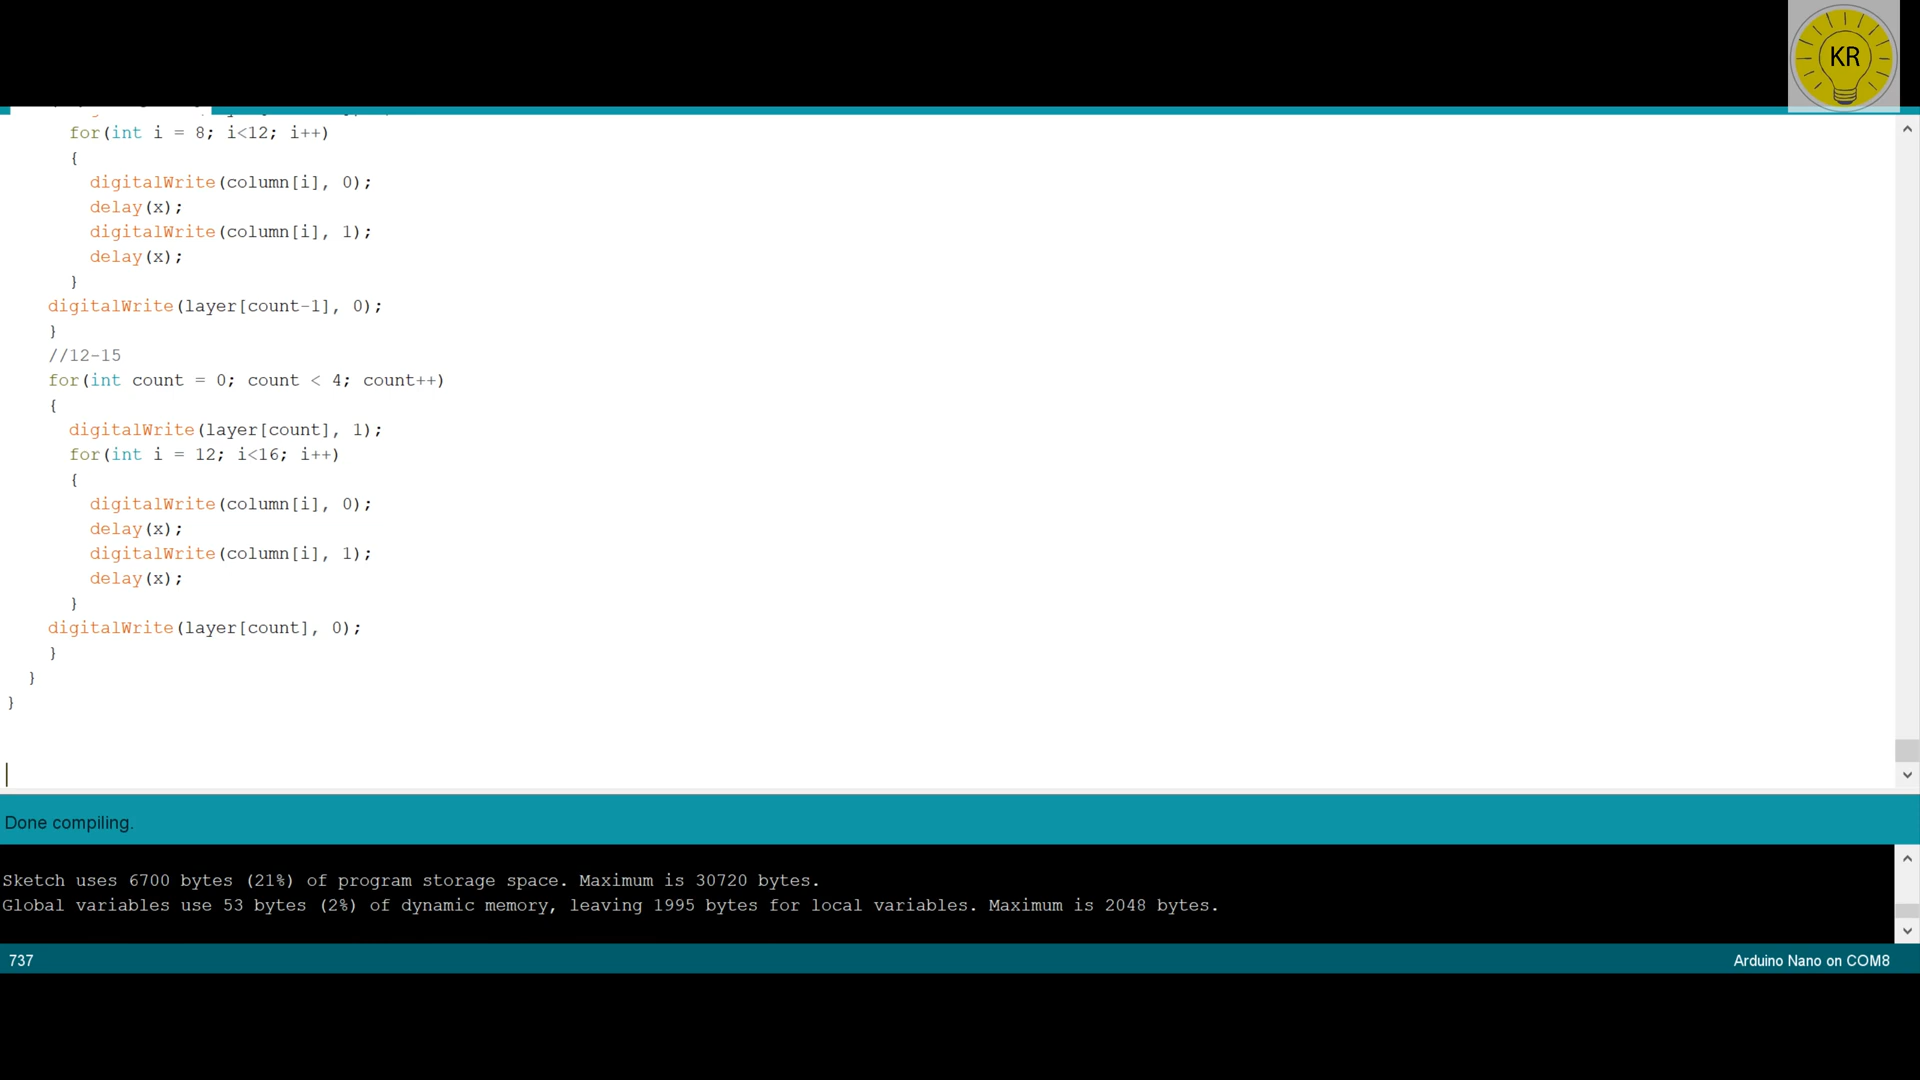 KR
for(int i = 8; i<12; i++)
{
digitalWrite(column[i], 0);
delay(x);
digitalWrite(column[i], 1);
delay(x);
}
digitalWrite(layer[count-1], 0);
}
//12-15
for(int count = 0; count < 4; count++)
{
digitalWrite(layer[count], 1);
for(int i = 12; i<16; i++)
{
digitalWrite(column[i], 0);
delay(x);
digitalWrite(column[i], 1);
delay(x);
}
digitalWrite(layer[count], 0);
}
}
}
Done compiling.
Sketch uses 6700 bytes (21%) of program storage space. Maximum is 30720 bytes.
Global variables use 53 bytes (2%) of dynamic memory, leaving 1995 bytes for local variables. Maximum is 2048 bytes.
737
Arduino Nano on COM8